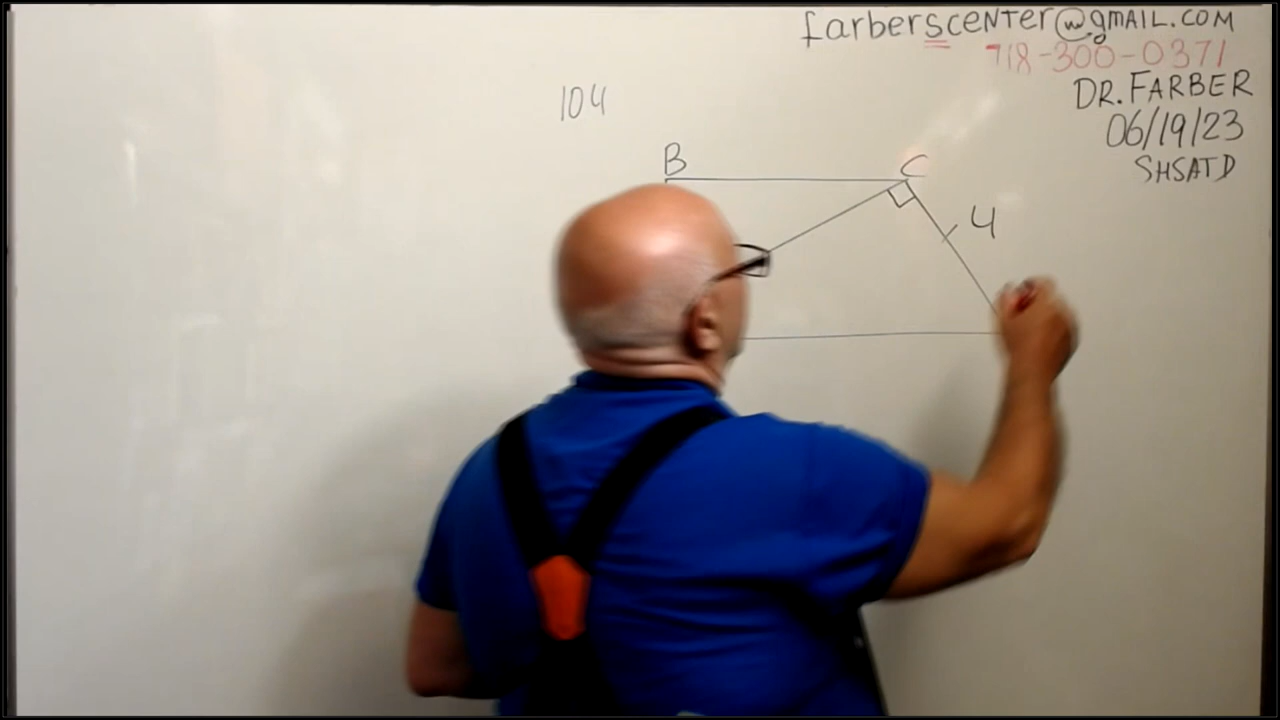 farberscenter@gmail.com
718-300-0371
DR. FARBER
06/19/23
SHSATD
104
B
C
4